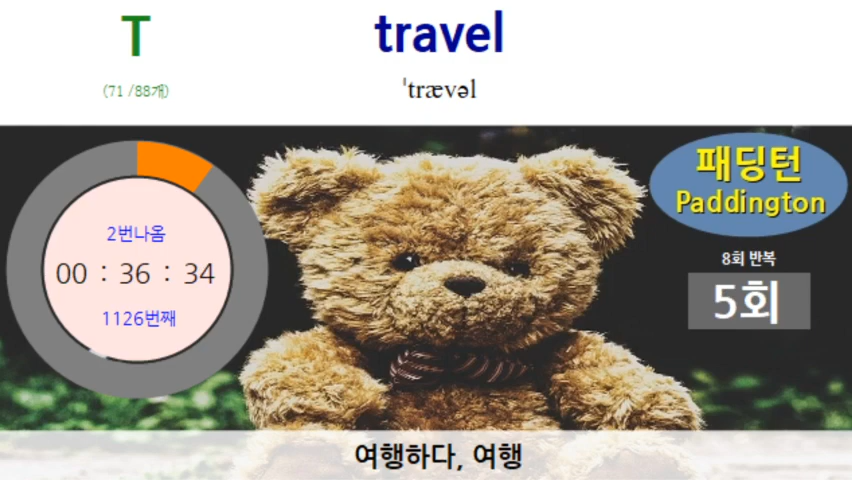 T
travel
(71 /88개)
ˈtrævəl
패딩턴
Paddington
2번나옴
00 : 36 : 34
1126번째
8회 반복
5회
여행하다, 여행